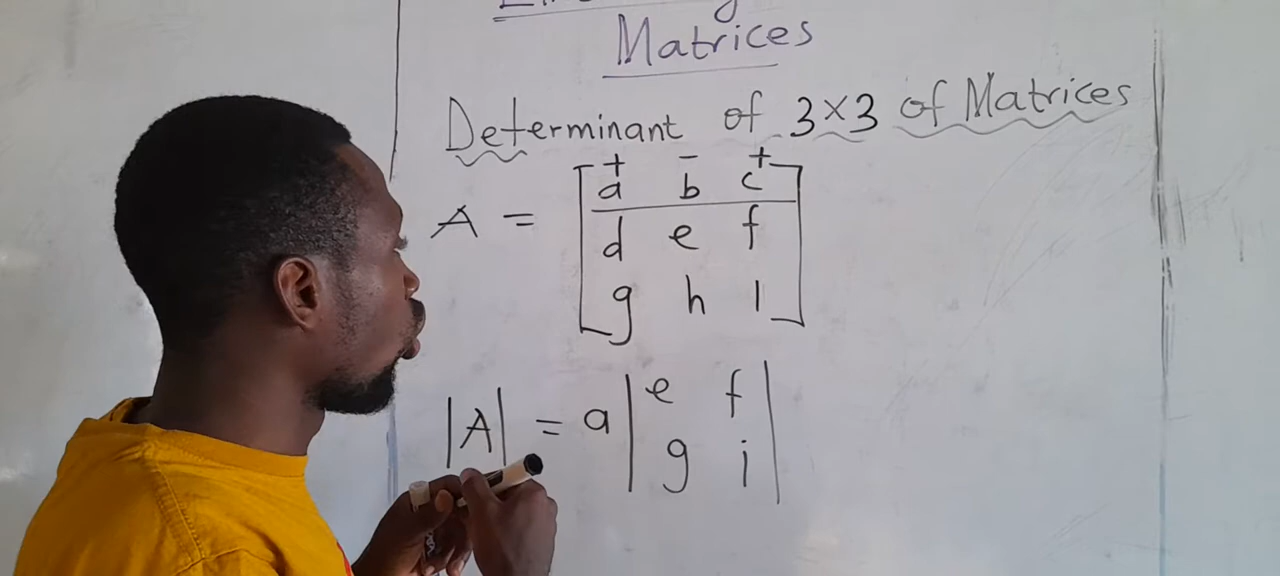 Matrices
Determinant of 3×3 of Matrices
+ − +
A = [a b c
d e f
g h l]
|A| = a |e f
g i|